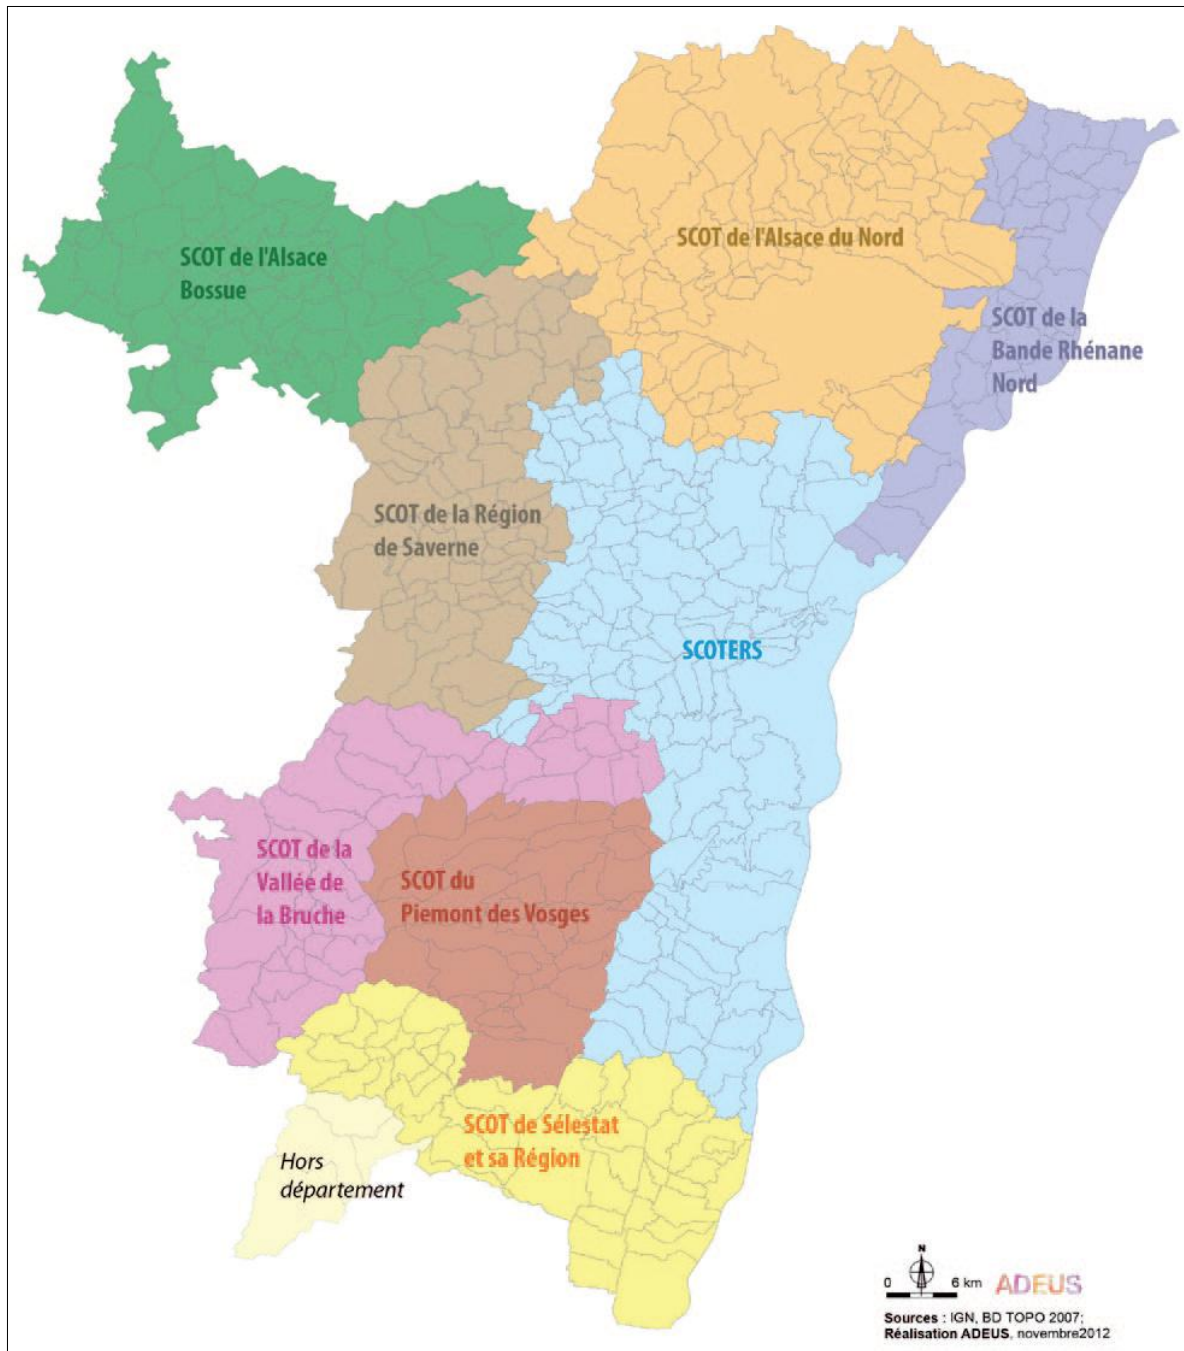 SCOT de l'Alsace
Bossue
SCOT de l'Alsace du Nord
SCOT de la
Bande Rhénane
Nord
SCOT de la Région
de Saverne
SCOTERS
SCOT de la
Vallée de
la Bruche
SCOT du
Piemont des Vosges
SCOT de Sélestat
et sa Région
Hors
département
N
0 6 km ADEUS
Sources : IGN, BD TOPO 2007;
Réalisation ADEUS, novembre2012